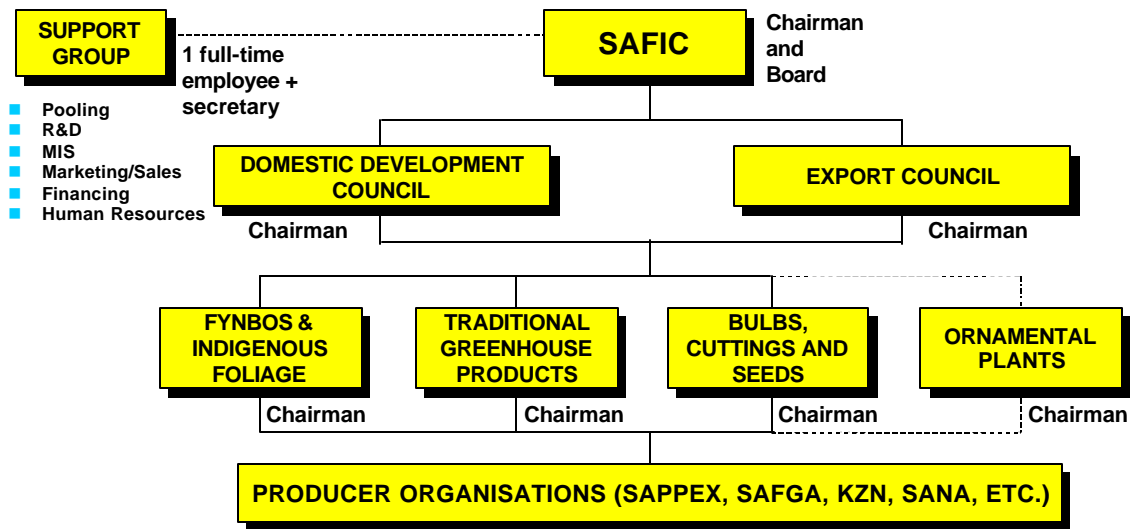 SUPPORT
GROUP
1 full-time
employee +
secretary
SAFIC
Chairman
and
Board
Pooling
R&D
MIS
Marketing/Sales
Financing
Human Resources
DOMESTIC DEVELOPMENT
COUNCIL
Chairman
EXPORT COUNCIL
Chairman
FYNBOS &
INDIGENOUS
FOLIAGE
Chairman
TRADITIONAL
GREENHOUSE
PRODUCTS
Chairman
BULBS,
CUTTINGS AND
SEEDS
Chairman
ORNAMENTAL
PLANTS
Chairman
PRODUCER ORGANISATIONS (SAPPEX, SAFGA, KZN, SANA, ETC.)